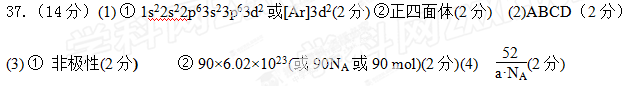 37.（14分）(1) ① 1s²2s²2p⁶3s²3p⁶3d² 或[Ar]3d²(2分) ②正四面体(2分) (2)ABCD（2分）
(3) ① 非极性(2分) ② 90×6.02×10²³(或 90N_A 或 90 mol)(2分)(4) 52/(a·N_A)(2分)